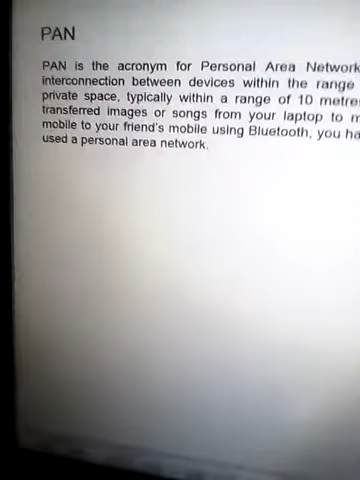 PAN
PAN is the acronym for Personal Area Network
interconnection between devices within the range
private space, typically within a range of 10 metres
transferred images or songs from your laptop to
mobile to your friend's mobile using Bluetooth, you
used a personal area network.